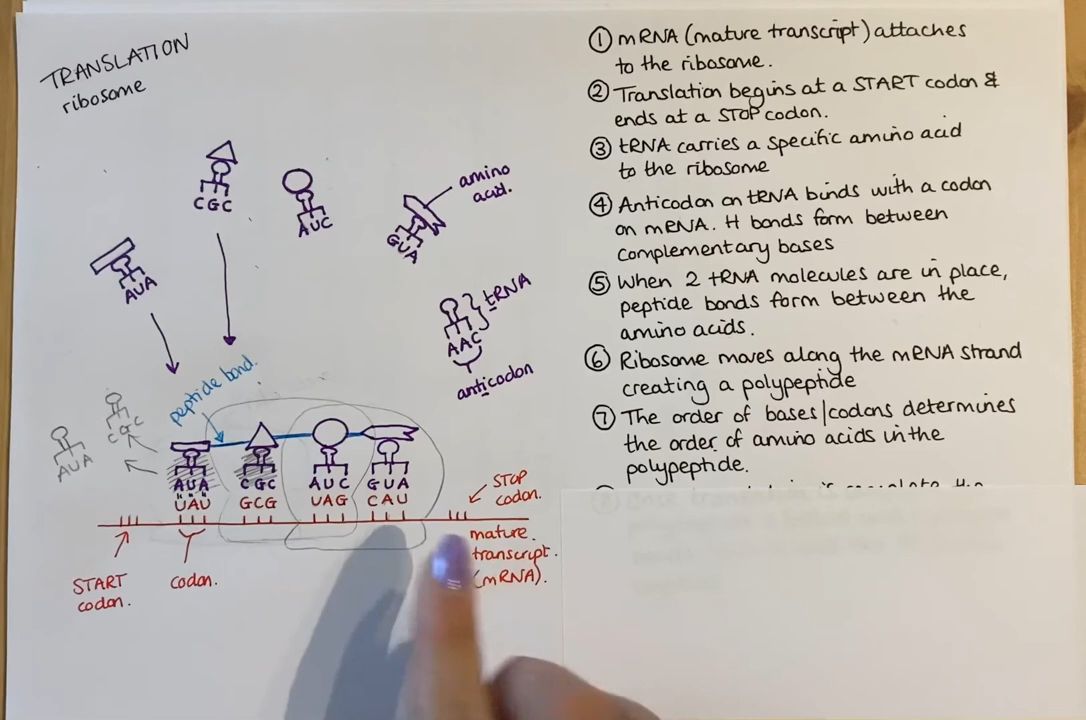 TRANSLATION
ribosome
CGC
AUC
amino
acid.
GUA
AUA
tRNA
AAC
anticodon
peptide bond.
CGC
AUA
AUA
CGC
AUC
GUA
UAU
GCG
UAG
CAU
STOP
codon.
START
codon.
codon.
mature
transcript.
(mRNA).
① mRNA (mature transcript) attaches
to the ribosome.
② Translation begins at a START codon &
ends at a STOP codon.
③ tRNA carries a specific amino acid
to the ribosome
④ Anticodon on tRNA binds with a codon
on mRNA. H bonds form between
complementary bases
⑤ When 2 tRNA molecules are in place,
peptide bonds form between the
amino acids.
⑥ Ribosome moves along the mRNA strand
creating a polypeptide
⑦ The order of bases/codons determines
the order of amino acids in the
polypeptide.